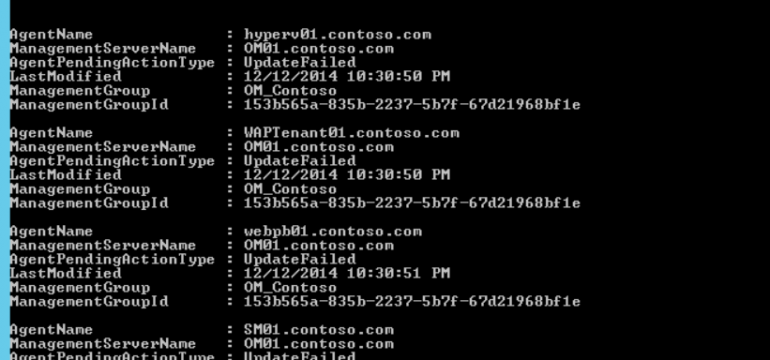 AgentName : hyperv01.contoso.com
ManagementServerName : OM01.contoso.com
AgentPendingActionType : UpdateFailed
LastModified : 12/12/2014 10:30:50 PM
ManagementGroup : OM_Contoso
ManagementGroupId : 153b565a-835b-2237-5b7f-67d21968bf1e
AgentName : WAPTenant01.contoso.com
ManagementServerName : OM01.contoso.com
AgentPendingActionType : UpdateFailed
LastModified : 12/12/2014 10:30:50 PM
ManagementGroup : OM_Contoso
ManagementGroupId : 153b565a-835b-2237-5b7f-67d21968bf1e
AgentName : webpb01.contoso.com
ManagementServerName : OM01.contoso.com
AgentPendingActionType : UpdateFailed
LastModified : 12/12/2014 10:30:51 PM
ManagementGroup : OM_Contoso
ManagementGroupId : 153b565a-835b-2237-5b7f-67d21968bf1e
AgentName : SM01.contoso.com
ManagementServerName : OM01.contoso.com
AgentPendingActionType : UpdateFailed